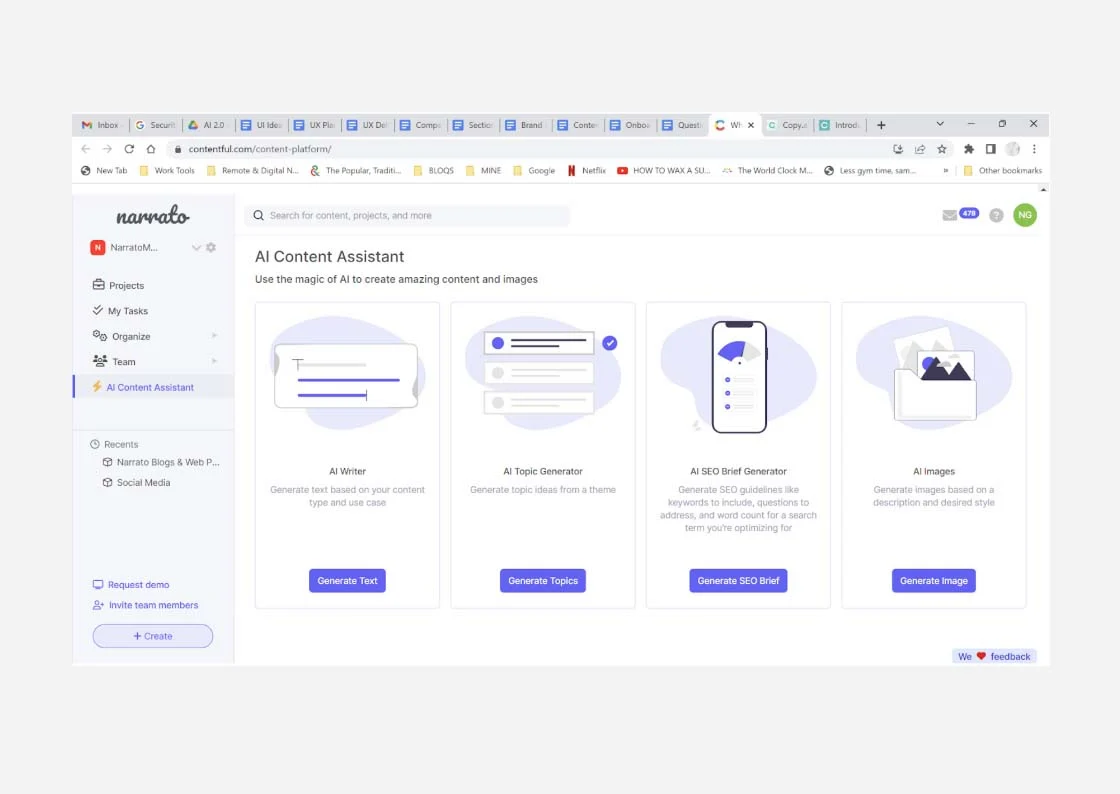 Inbox
Securit
AI 2.0
UI Idea
UX Pla
UX De
Compe
Section
Brand
Conten
Onboa
Questi
Wh
Copy.a
Introdu
contentful.com/content-platform/
New Tab
Work Tools
Remote & Digital N...
The Popular, Traditi...
BLOQS
MINE
Google
Netflix
HOW TO WAX A SU...
The World Clock M...
Less gym time, sam...
»
Other bookmarks
narrato
Search for content, projects, and more
478
?
NG
N NarratoM...
Projects
My Tasks
Organize
Team
AI Content Assistant
Recents
Narrato Blogs & Web P...
Social Media
Request demo
Invite team members
+ Create
AI Content Assistant
Use the magic of AI to create amazing content and images
AI Writer
Generate text based on your content
type and use case
Generate Text
AI Topic Generator
Generate topic ideas from a theme
Generate Topics
AI SEO Brief Generator
Generate SEO guidelines like
keywords to include, questions to
address, and word count for a search
term you're optimizing for
Generate SEO Brief
AI Images
Generate images based on a
description and desired style
Generate Image
We ❤ feedback